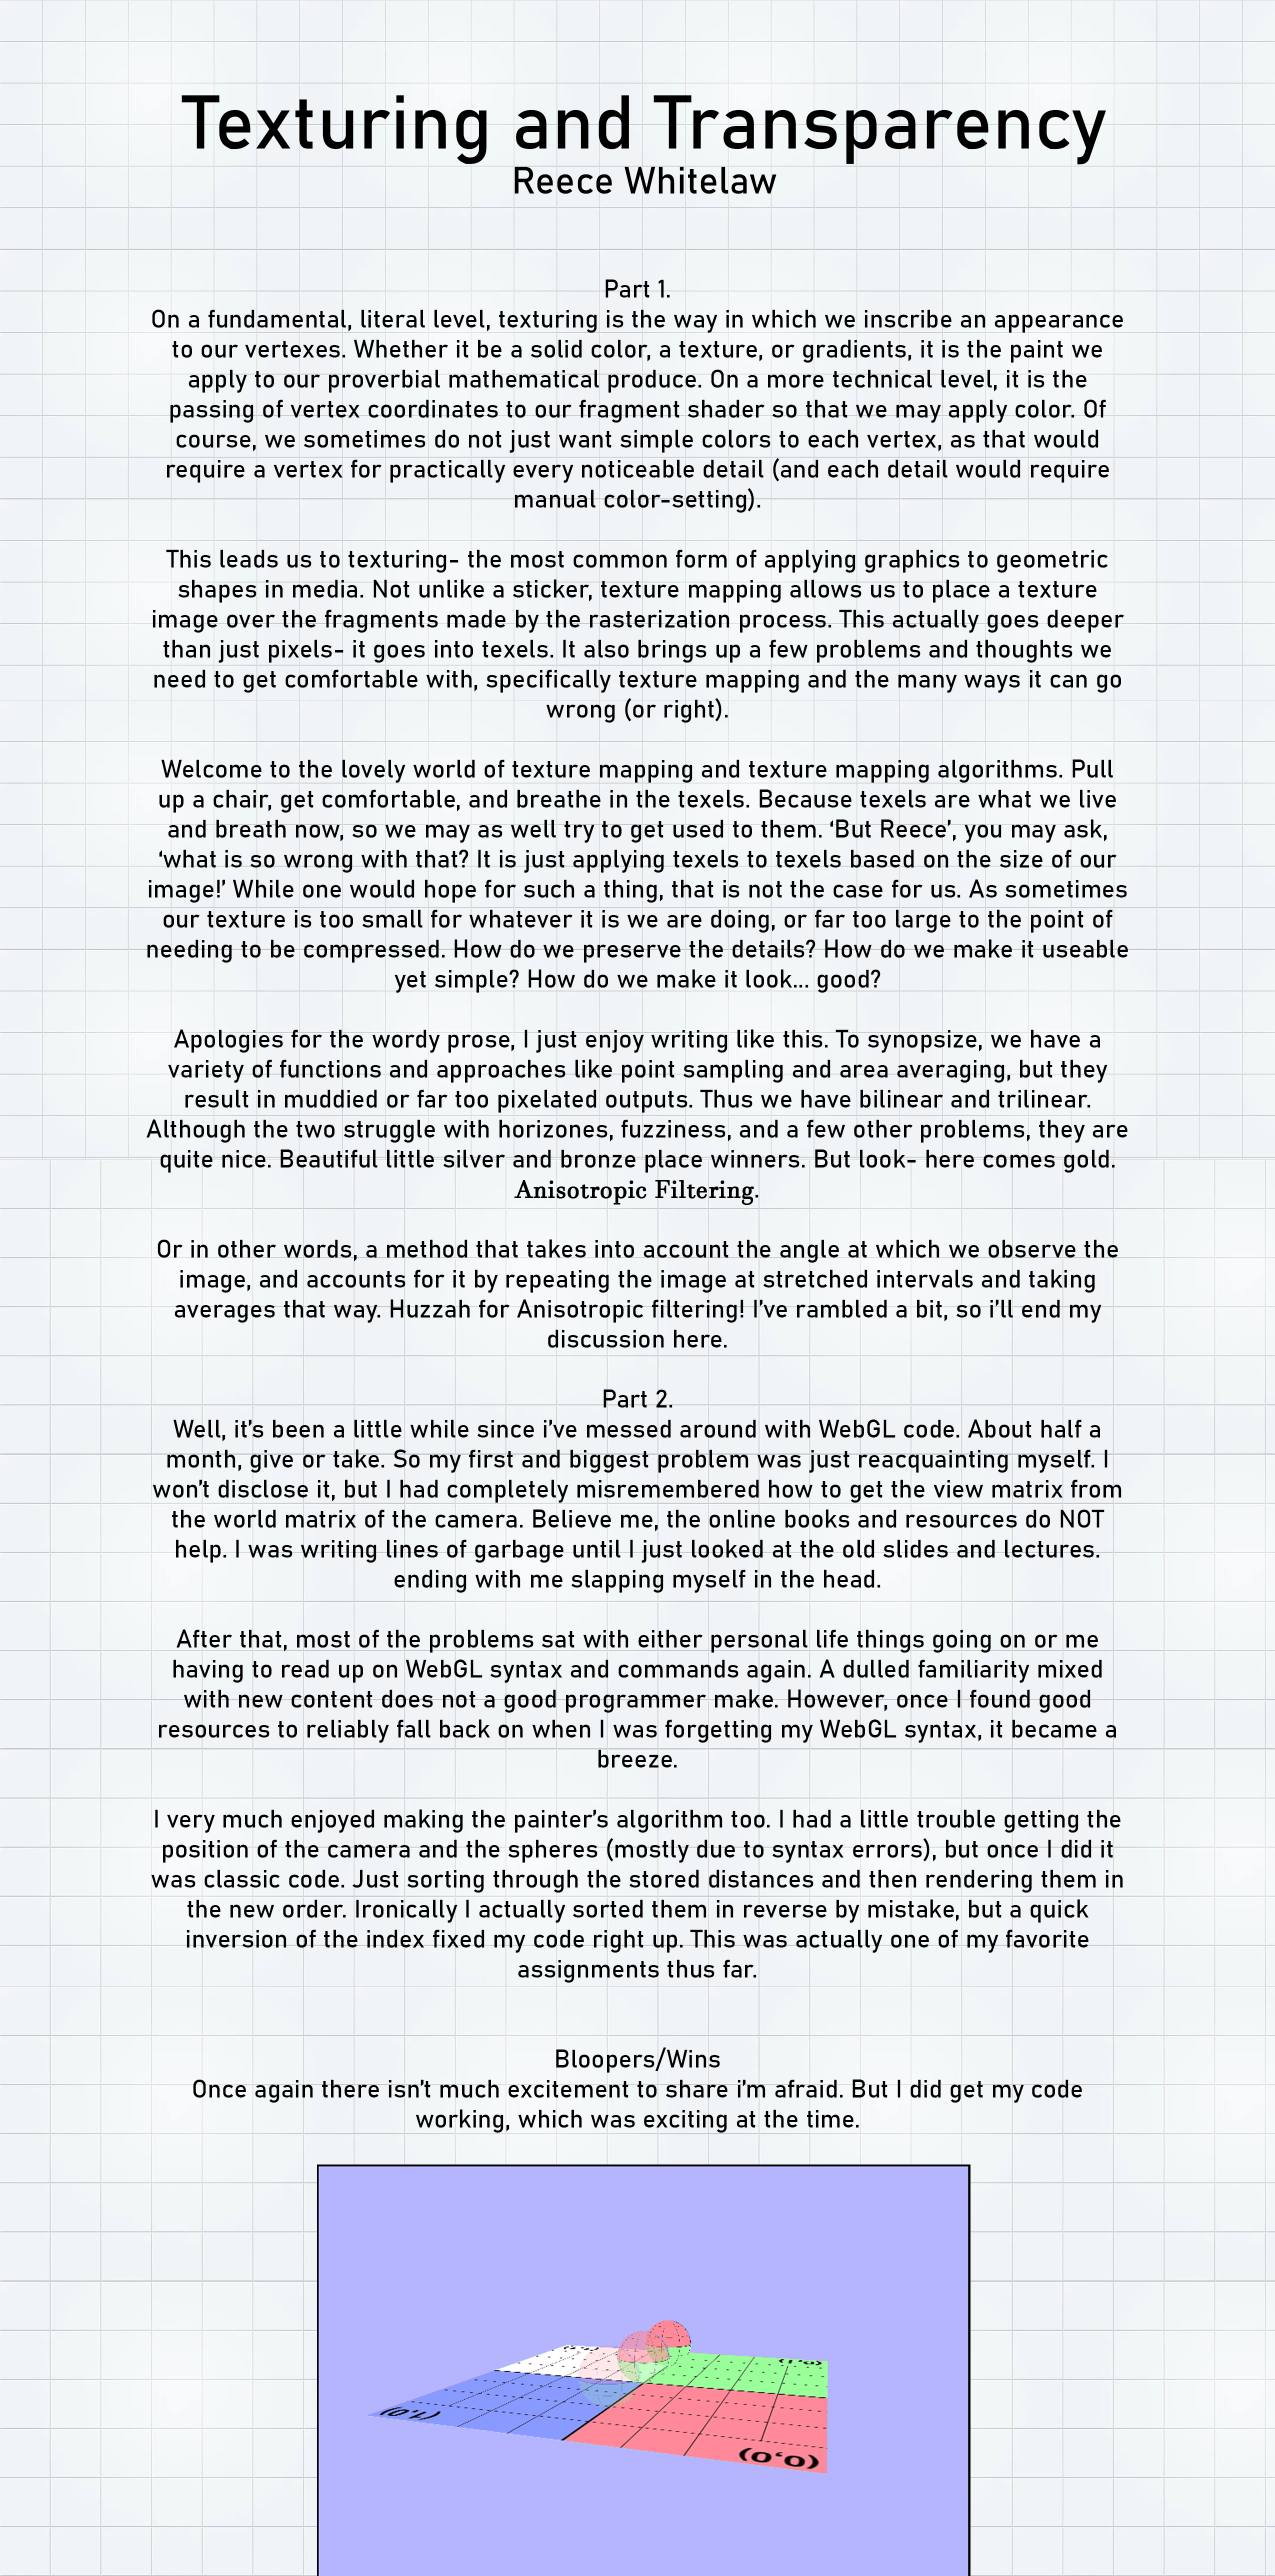 Texturing and Transparency
Reece Whitelaw
Part 1.
On a fundamental, literal level, texturing is the way in which we inscribe an appearance
to our vertexes. Whether it be a solid color, a texture, or gradients, it is the paint we
apply to our proverbial mathematical produce. On a more technical level, it is the
passing of vertex coordinates to our fragment shader so that we may apply color. Of
course, we sometimes do not just want simple colors to each vertex, as that would
require a vertex for practically every noticeable detail (and each detail would require
manual color-setting).
This leads us to texturing- the most common form of applying graphics to geometric
shapes in media. Not unlike a sticker, texture mapping allows us to place a texture
image over the fragments made by the rasterization process. This actually goes deeper
than just pixels- it goes into texels. It also brings up a few problems and thoughts we
need to get comfortable with, specifically texture mapping and the many ways it can go
wrong (or right).
Welcome to the lovely world of texture mapping and texture mapping algorithms. Pull
up a chair, get comfortable, and breathe in the texels. Because texels are what we live
and breath now, so we may as well try to get used to them. ‘But Reece’, you may ask,
‘what is so wrong with that? It is just applying texels to texels based on the size of our
image!’ While one would hope for such a thing, that is not the case for us. As sometimes
our texture is too small for whatever it is we are doing, or far too large to the point of
needing to be compressed. How do we preserve the details? How do we make it useable
yet simple? How do we make it look... good?
Apologies for the wordy prose, I just enjoy writing like this. To synopsize, we have a
variety of functions and approaches like point sampling and area averaging, but they
result in muddied or far too pixelated outputs. Thus we have bilinear and trilinear.
Although the two struggle with horizones, fuzziness, and a few other problems, they are
quite nice. Beautiful little silver and bronze place winners. But look- here comes gold.
Anisotropic Filtering.
Or in other words, a method that takes into account the angle at which we observe the
image, and accounts for it by repeating the image at stretched intervals and taking
averages that way. Huzzah for Anisotropic filtering! I’ve rambled a bit, so i’ll end my
discussion here.
Part 2.
Well, it’s been a little while since i’ve messed around with WebGL code. About half a
month, give or take. So my first and biggest problem was just reacquainting myself. I
won’t disclose it, but I had completely misremembered how to get the view matrix from
the world matrix of the camera. Believe me, the online books and resources do NOT
help. I was writing lines of garbage until I just looked at the old slides and lectures.
ending with me slapping myself in the head.
After that, most of the problems sat with either personal life things going on or me
having to read up on WebGL syntax and commands again. A dulled familiarity mixed
with new content does not a good programmer make. However, once I found good
resources to reliably fall back on when I was forgetting my WebGL syntax, it became a
breeze.
I very much enjoyed making the painter’s algorithm too. I had a little trouble getting the
position of the camera and the spheres (mostly due to syntax errors), but once I did it
was classic code. Just sorting through the stored distances and then rendering them in
the new order. Ironically I actually sorted them in reverse by mistake, but a quick
inversion of the index fixed my code right up. This was actually one of my favorite
assignments thus far.
Bloopers/Wins
Once again there isn’t much excitement to share i’m afraid. But I did get my code
working, which was exciting at the time.
(0,1)
(1,0)
(0,0)